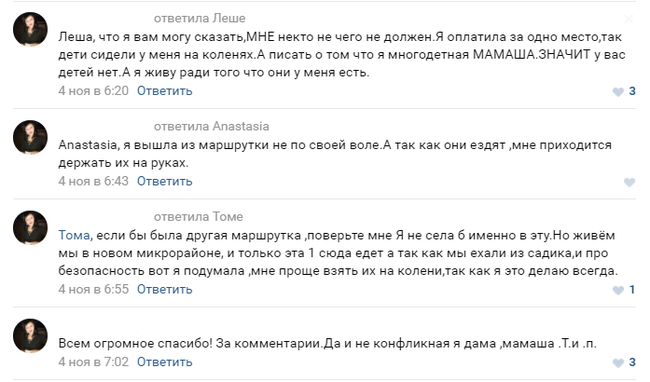 ответила Леше
Леша, что я вам могу сказать,МНЕ некто не чего не должен.Я оплатила за одно место,так
дети сидели у меня на коленях.А писать о том что я многодетная МАМАША.ЗНАЧИТ у вас
детей нет.А я живу ради того что они у меня есть.
4 ноя в 6:20 Ответить 3
ответила Anastasia
Anastasia, я вышла из маршрутки не по своей воле.А так как они ездят ,мне приходится
держать их на руках.
4 ноя в 6:43 Ответить
ответила Томе
Тома, если бы была другая маршрутка ,поверьте мне Я не села б именно в эту.Но живём
мы в новом микрорайоне, и только эта 1 сюда едет а так как мы ехали из садика,и про
безопасность вот я подумала ,мне проще взять их на колени,так как я это делаю всегда.
4 ноя в 6:55 Ответить 1
Всем огромное спасибо! За комментарии.Да и не конфликная я дама ,мамаша .Т.и .п.
4 ноя в 7:02 Ответить 3